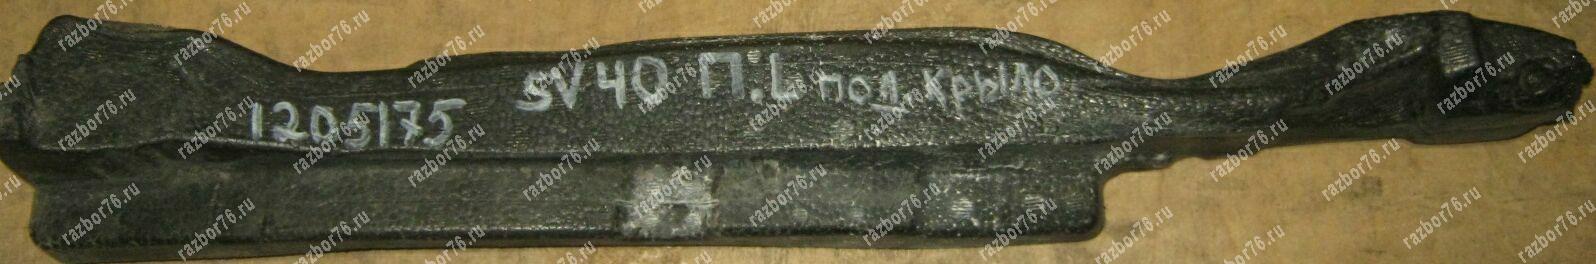 1205175 SV40 П.L под крыло
razbor76.ru